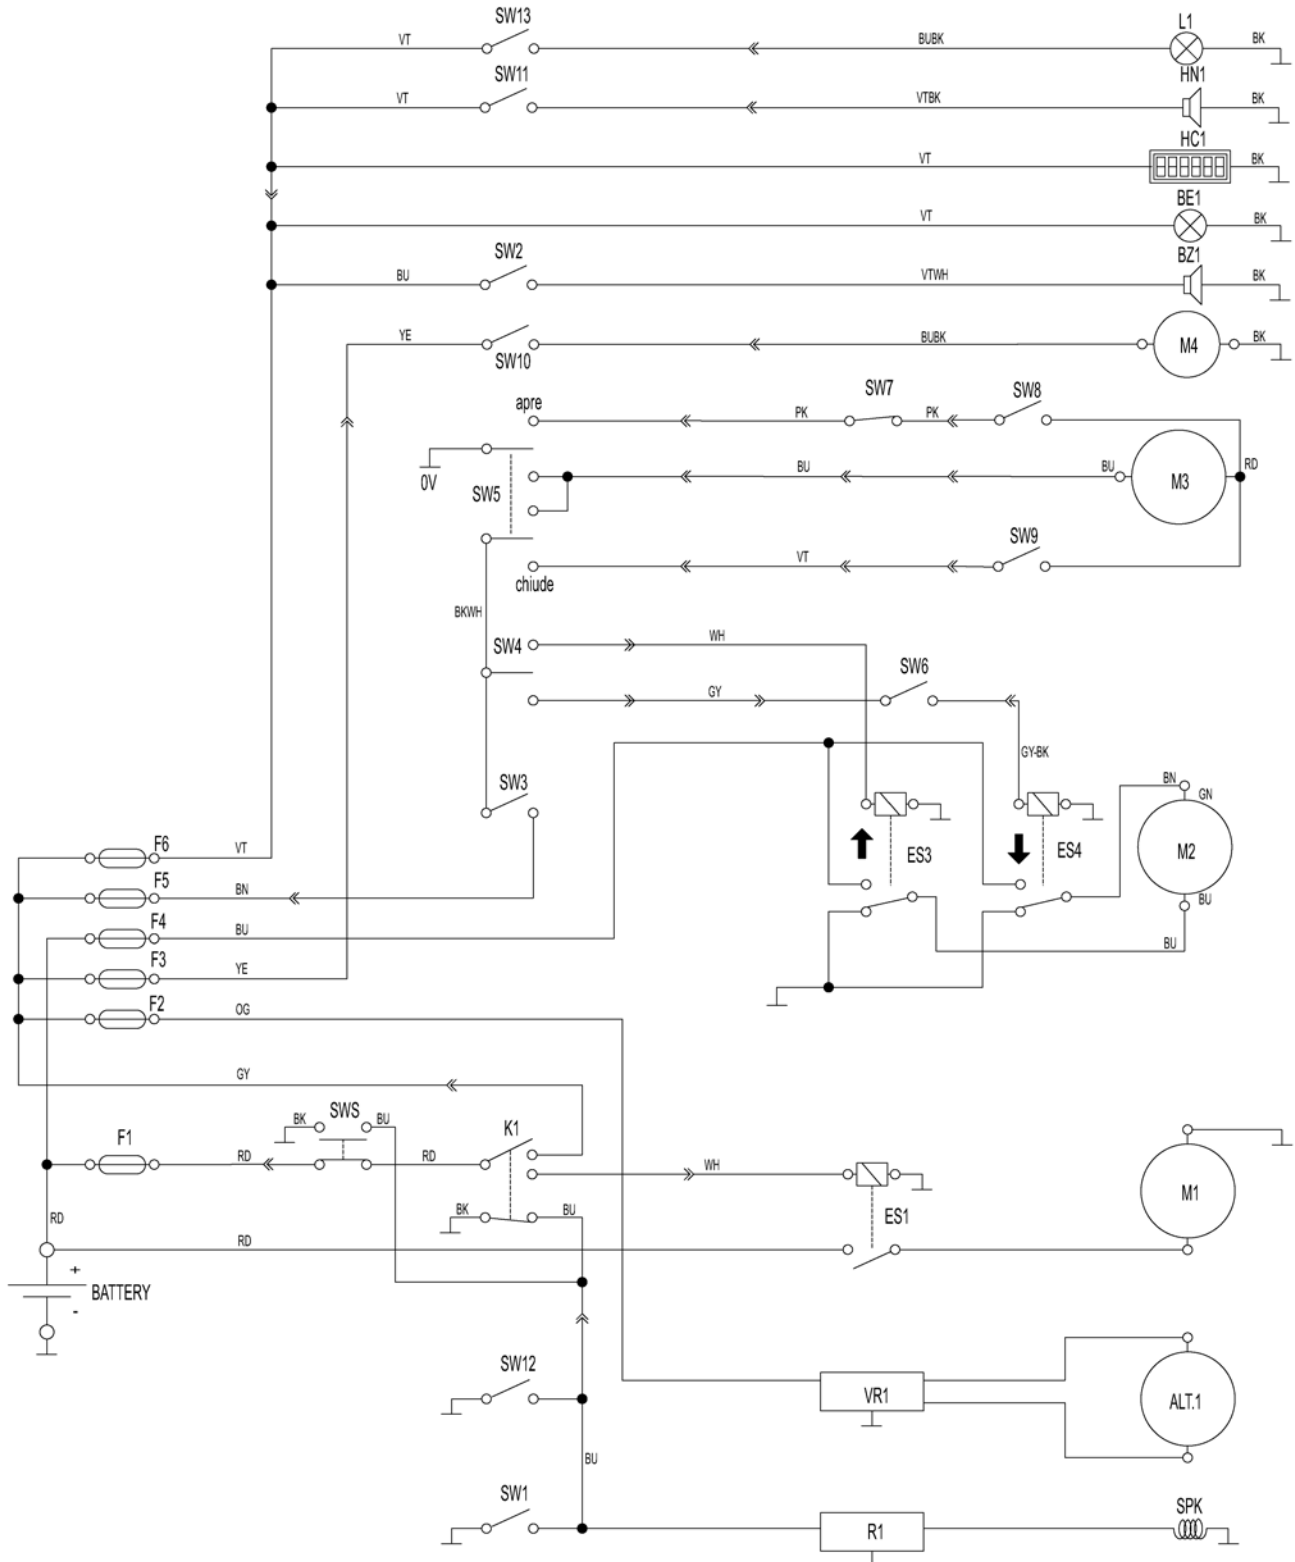 SW13
L1
VT
BUBK
BK
SW11
HN1
VT
VTBK
BK
HC1
VT
BK
BE1
VT
BK
SW2
BZ1
BU
VTWH
BK
YE
SW10
BUBK
M4
BK
apre
SW7
SW8
PK
PK
0V
SW5
BU
BU
M3
RD
SW9
VT
chiude
BKWH
SW4
WH
SW6
GY
GY-BK
SW3
BN
GN
ES3
ES4
M2
BU
BU
F6
VT
F5
BN
F4
BU
F3
YE
F2
OG
GY
BK
SWS
BU
K1
F1
RD
RD
WH
ES1
M1
BK
BU
RD
RD
+
BATTERY
-
SW12
VR1
ALT.1
BU
SW1
R1
SPK